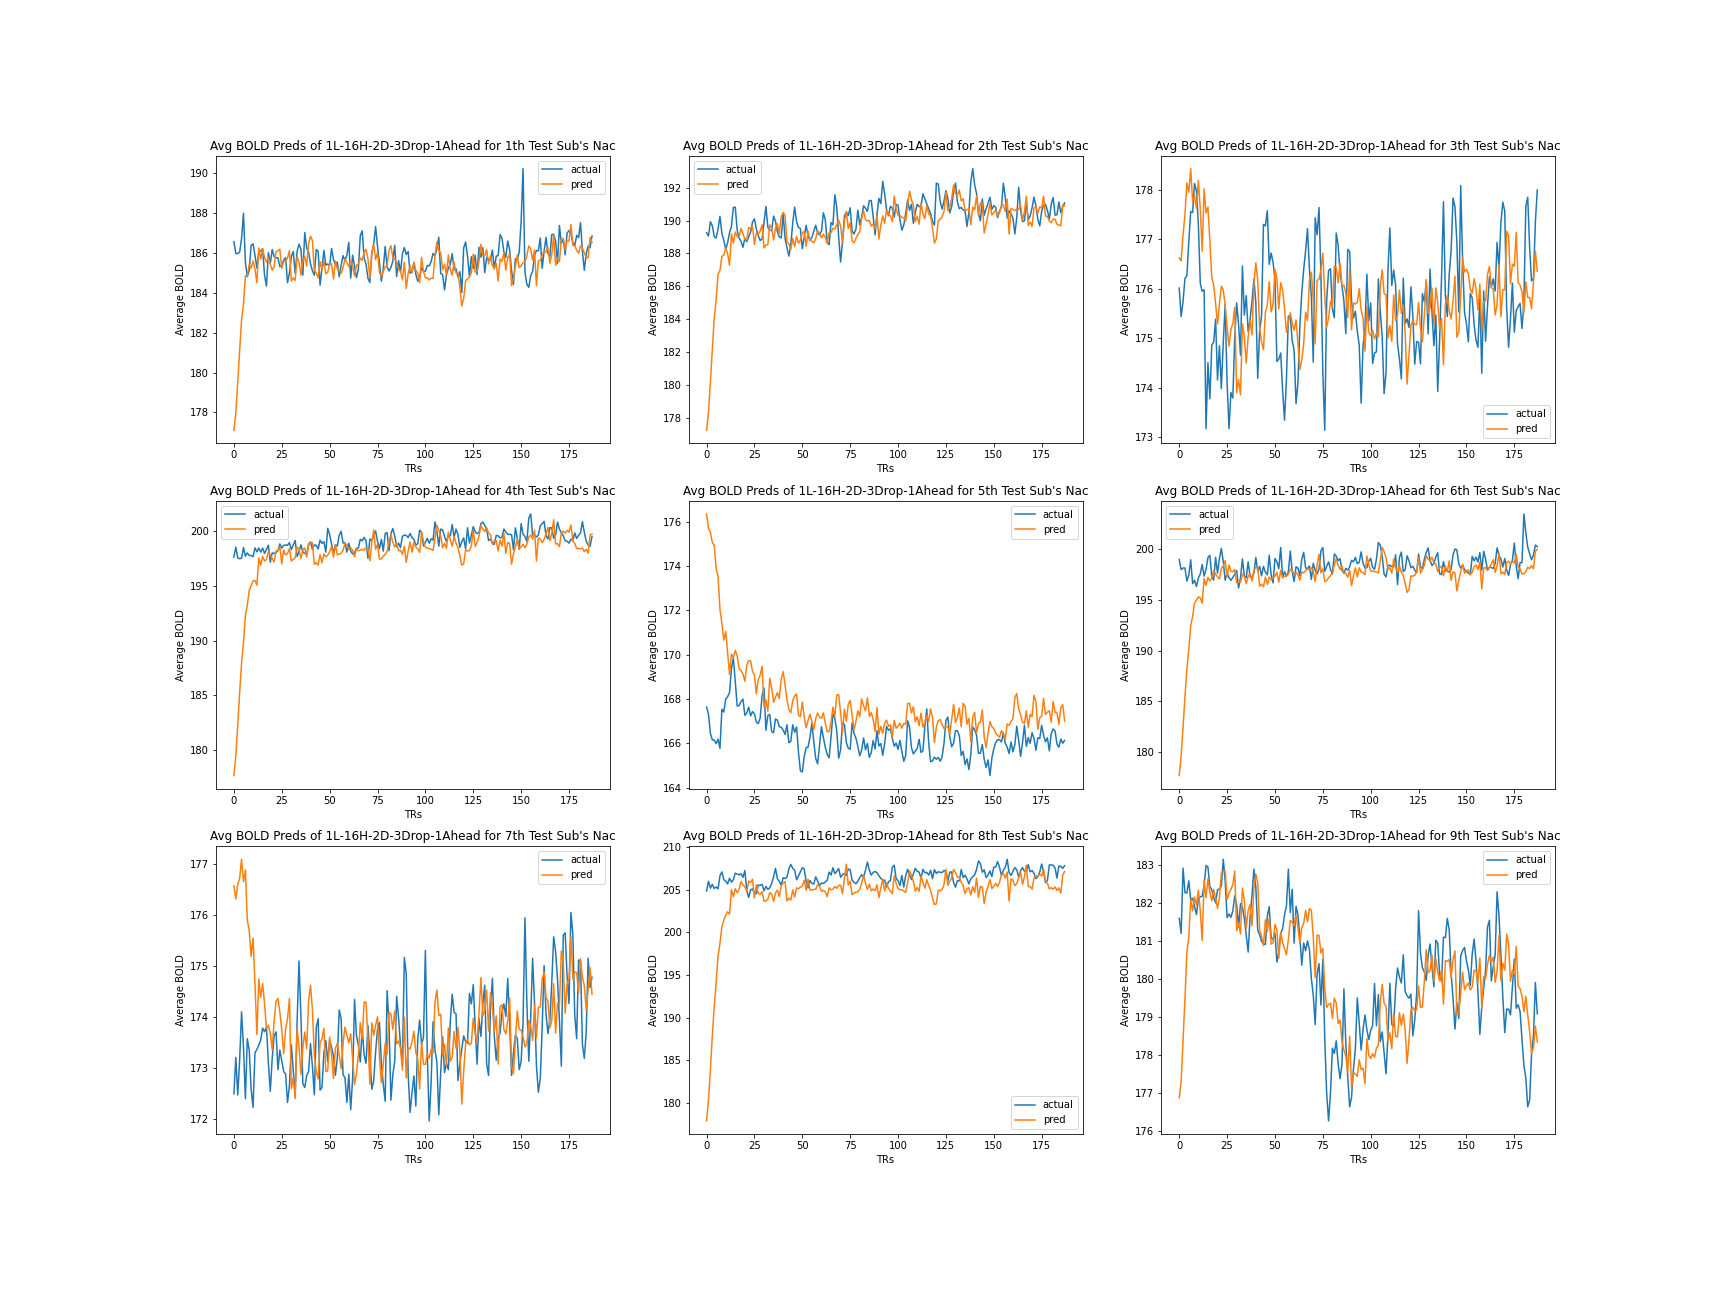 Avg BOLD Preds of 1L-16H-2D-3Drop-1Ahead for 1th Test Sub's Nac
190
188
186
184
182
180
178
Average BOLD
0 25 50 75 100 125 150 175
TRs
actual
pred
Avg BOLD Preds of 1L-16H-2D-3Drop-1Ahead for 2th Test Sub's Nac
192
190
188
186
184
182
180
178
Average BOLD
0 25 50 75 100 125 150 175
TRs
actual
pred
Avg BOLD Preds of 1L-16H-2D-3Drop-1Ahead for 3th Test Sub's Nac
178
177
176
175
174
173
Average BOLD
0 25 50 75 100 125 150 175
TRs
actual
pred
Avg BOLD Preds of 1L-16H-2D-3Drop-1Ahead for 4th Test Sub's Nac
200
195
190
185
180
Average BOLD
0 25 50 75 100 125 150 175
TRs
actual
pred
Avg BOLD Preds of 1L-16H-2D-3Drop-1Ahead for 5th Test Sub's Nac
176
174
172
170
168
166
164
Average BOLD
0 25 50 75 100 125 150 175
TRs
actual
pred
Avg BOLD Preds of 1L-16H-2D-3Drop-1Ahead for 6th Test Sub's Nac
200
195
190
185
180
Average BOLD
0 25 50 75 100 125 150 175
TRs
actual
pred
Avg BOLD Preds of 1L-16H-2D-3Drop-1Ahead for 7th Test Sub's Nac
177
176
175
174
173
172
Average BOLD
0 25 50 75 100 125 150 175
TRs
actual
pred
Avg BOLD Preds of 1L-16H-2D-3Drop-1Ahead for 8th Test Sub's Nac
210
205
200
195
190
185
180
Average BOLD
0 25 50 75 100 125 150 175
TRs
actual
pred
Avg BOLD Preds of 1L-16H-2D-3Drop-1Ahead for 9th Test Sub's Nac
183
182
181
180
179
178
177
176
Average BOLD
0 25 50 75 100 125 150 175
TRs
actual
pred